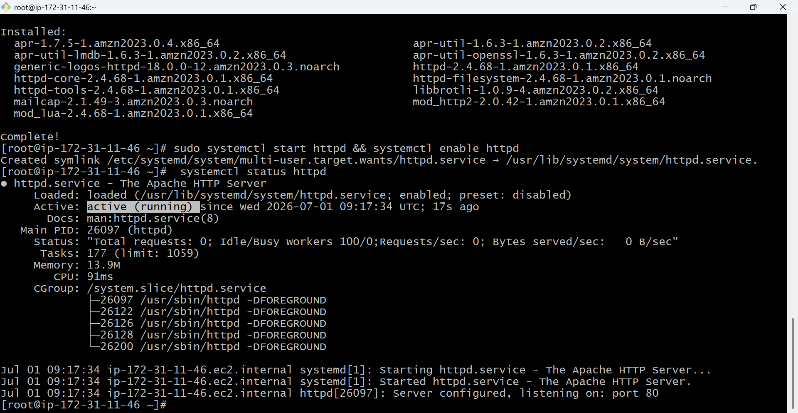 root@ip-172-31-11-46:~
Installed:
  apr-1.7.5-1.amzn2023.0.4.x86_64                    apr-util-1.6.3-1.amzn2023.0.2.x86_64
  apr-util-lmdb-1.6.3-1.amzn2023.0.2.x86_64          apr-util-openssl-1.6.3-1.amzn2023.0.2.x86_64
  generic-logos-httpd-18.0.0-12.amzn2023.0.3.noarch  httpd-2.4.68-1.amzn2023.0.1.x86_64
  httpd-core-2.4.68-1.amzn2023.0.1.x86_64            httpd-filesystem-2.4.68-1.amzn2023.0.1.noarch
  httpd-tools-2.4.68-1.amzn2023.0.1.x86_64           libbrotli-1.0.9-4.amzn2023.0.2.x86_64
  mailcap-2.1.49-3.amzn2023.0.3.noarch               mod_http2-2.0.42-1.amzn2023.0.1.x86_64
  mod_lua-2.4.68-1.amzn2023.0.1.x86_64
Complete!
[root@ip-172-31-11-46 ~]# sudo systemctl start httpd && systemctl enable httpd
Created symlink /etc/systemd/system/multi-user.target.wants/httpd.service → /usr/lib/systemd/system/httpd.service.
[root@ip-172-31-11-46 ~]#  systemctl status httpd
● httpd.service - The Apache HTTP Server
     Loaded: loaded (/usr/lib/systemd/system/httpd.service; enabled; preset: disabled)
     Active: active (running) since Wed 2026-07-01 09:17:34 UTC; 17s ago
       Docs: man:httpd.service(8)
   Main PID: 26097 (httpd)
     Status: "Total requests: 0; Idle/Busy workers 100/0;Requests/sec: 0; Bytes served/sec:   0 B/sec"
      Tasks: 177 (limit: 1059)
     Memory: 13.9M
        CPU: 91ms
     CGroup: /system.slice/httpd.service
             ├─26097 /usr/sbin/httpd -DFOREGROUND
             ├─26122 /usr/sbin/httpd -DFOREGROUND
             ├─26126 /usr/sbin/httpd -DFOREGROUND
             ├─26128 /usr/sbin/httpd -DFOREGROUND
             └─26200 /usr/sbin/httpd -DFOREGROUND
Jul 01 09:17:34 ip-172-31-11-46.ec2.internal systemd[1]: Starting httpd.service - The Apache HTTP Server...
Jul 01 09:17:34 ip-172-31-11-46.ec2.internal systemd[1]: Started httpd.service - The Apache HTTP Server.
Jul 01 09:17:34 ip-172-31-11-46.ec2.internal httpd[26097]: Server configured, listening on: port 80
[root@ip-172-31-11-46 ~]#